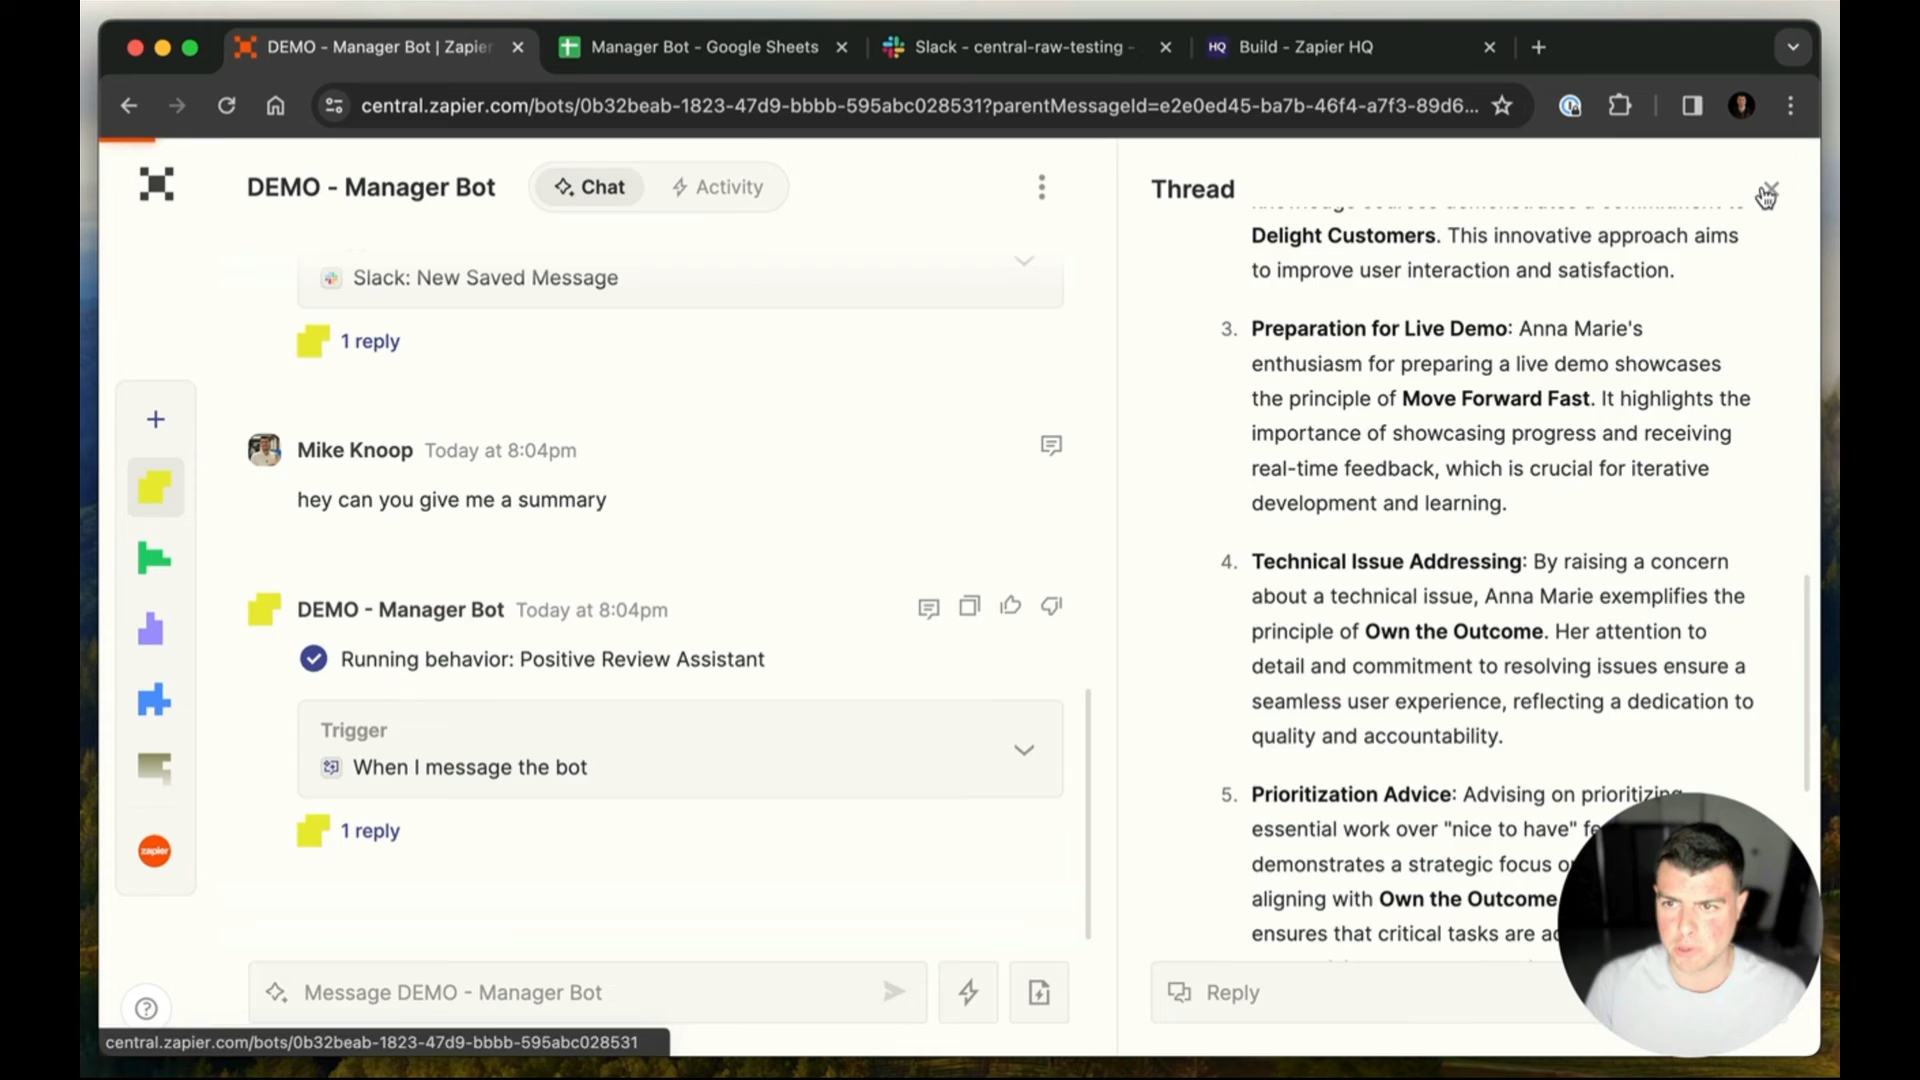 DEMO - Manager Bot | Zapier
Manager Bot - Google Sheets
Slack - central-raw-testing -
HQ
Build - Zapier HQ
central.zapier.com/bots/0b32beab-1823-47d9-bbbb-595abc028531?parentMessageId=e2e0ed45-ba7b-46f4-a7f3-89d6...
DEMO - Manager Bot
Chat
Activity
Slack: New Saved Message
1 reply
Mike Knoop Today at 8:04pm
hey can you give me a summary
DEMO - Manager Bot Today at 8:04pm
Running behavior: Positive Review Assistant
Trigger
When I message the bot
1 reply
Message DEMO - Manager Bot
zapier
central.zapier.com/bots/0b32beab-1823-47d9-bbbb-595abc028531
Thread
Delight Customers. This innovative approach aims
to improve user interaction and satisfaction.
3. Preparation for Live Demo: Anna Marie's
enthusiasm for preparing a live demo showcases
the principle of Move Forward Fast. It highlights the
importance of showcasing progress and receiving
real-time feedback, which is crucial for iterative
development and learning.
4. Technical Issue Addressing: By raising a concern
about a technical issue, Anna Marie exemplifies the
principle of Own the Outcome. Her attention to
detail and commitment to resolving issues ensure a
seamless user experience, reflecting a dedication to
quality and accountability.
5. Prioritization Advice: Advising on prioritizing
essential work over "nice to have"
demonstrates a strategic focus
aligning with Own the Outcome
ensures that critical tasks are
Reply